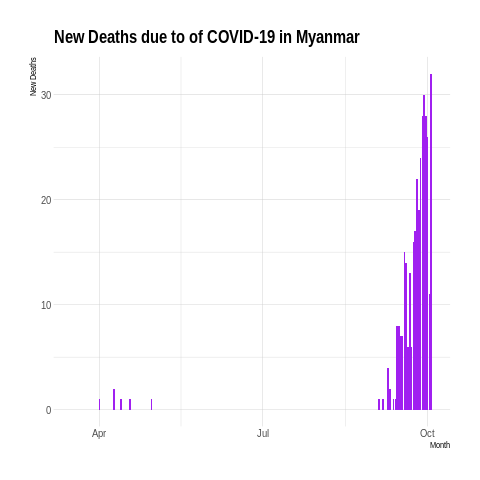 New Deaths due to of COVID-19 in Myanmar
New Deaths
30
20
10
0
Apr
Jul
Oct
Month